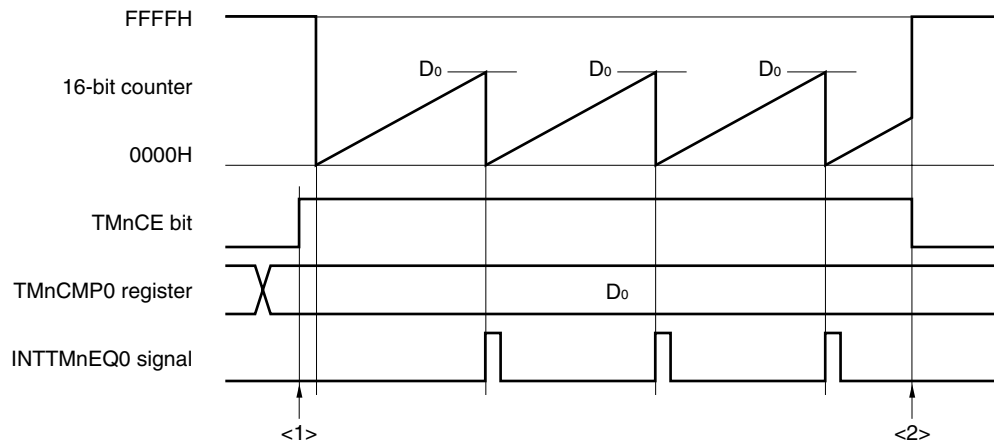 FFFFH
16-bit counter
D₀ D₀ D₀
0000H
TMnCE bit
TMnCMP0 register
D₀
INTTMnEQ0 signal
<1> <2>